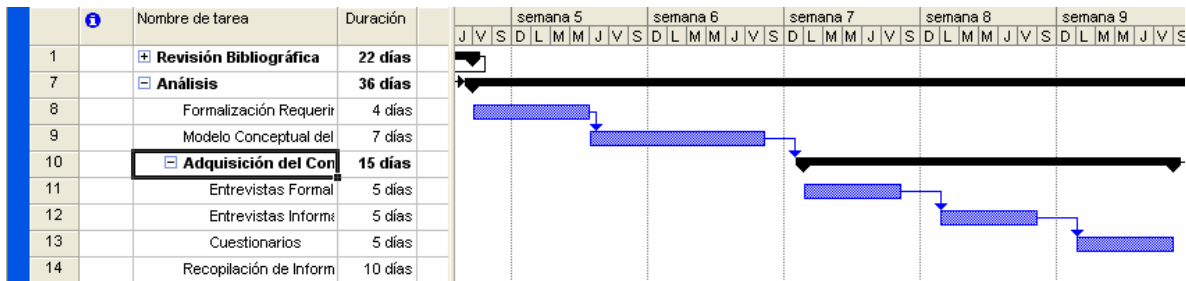 Nombre de tarea Duración semana 5 semana 6 semana 7 semana 8 semana 9
J V S D L M M J V S D L M M J V S D L M M J V S D L M M J V S D L M M J V S
1 Revisión Bibliográfica 22 días
7 Análisis 36 días
8 Formalización Requerir 4 días
9 Modelo Conceptual del 7 días
10 Adquisición del Con 15 días
11 Entrevistas Formal 5 días
12 Entrevistas Informa 5 días
13 Cuestionarios 5 días
14 Recopilación de Inform 10 días